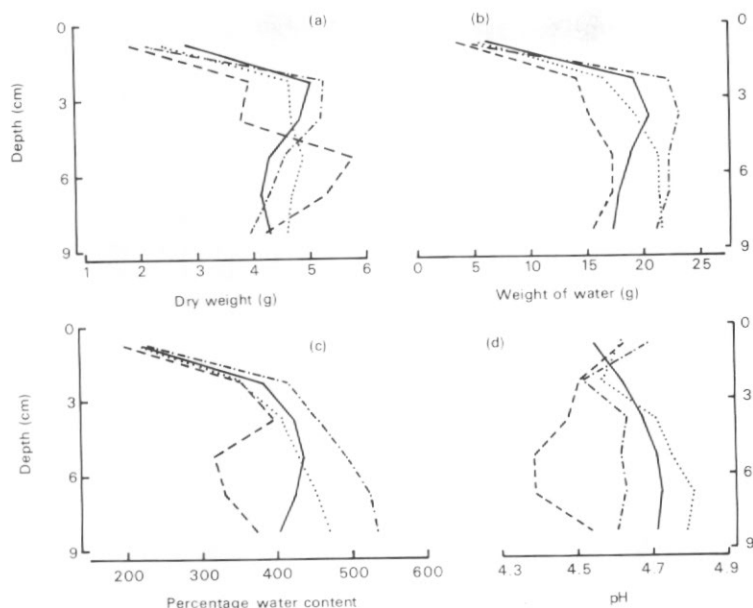 0
3
6
9
Depth (cm)
(a)
1 2 3 4 5 6
Dry weight (g)
(b)
0
3
6
9
0 5 10 15 20 25
Weight of water (g)
0
3
6
9
Depth (cm)
(c)
200 300 400 500 600
Percentage water content
(d)
0
3
6
9
4.3 4.5 4.7 4.9
pH